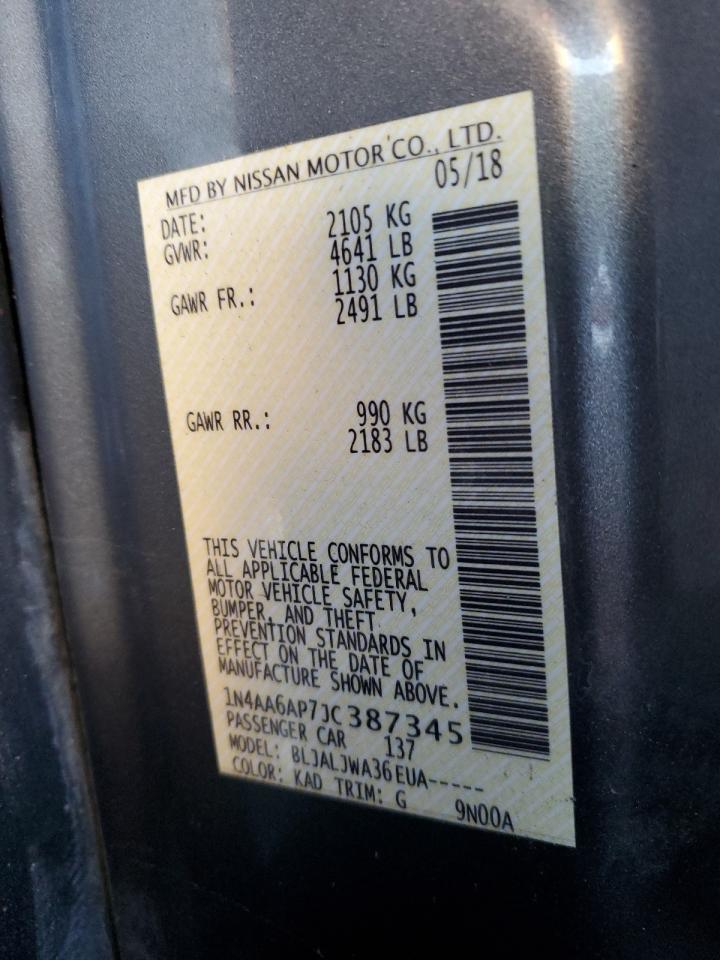 MFD BY NISSAN MOTOR CO., LTD.
DATE: 05/18
GVWR: 2105 KG
4641 LB
GAWR FR.: 1130 KG
2491 LB
GAWR RR.: 990 KG
2183 LB
THIS VEHICLE CONFORMS TO
ALL APPLICABLE FEDERAL
MOTOR VEHICLE SAFETY,
BUMPER, AND THEFT
PREVENTION STANDARDS IN
EFFECT ON THE DATE OF
MANUFACTURE SHOWN ABOVE.
1N4AA6AP7JC387345
PASSENGER CAR 137
MODEL: BLJALJWA36EUA-----
COLOR: KAD TRIM: G 9N00A